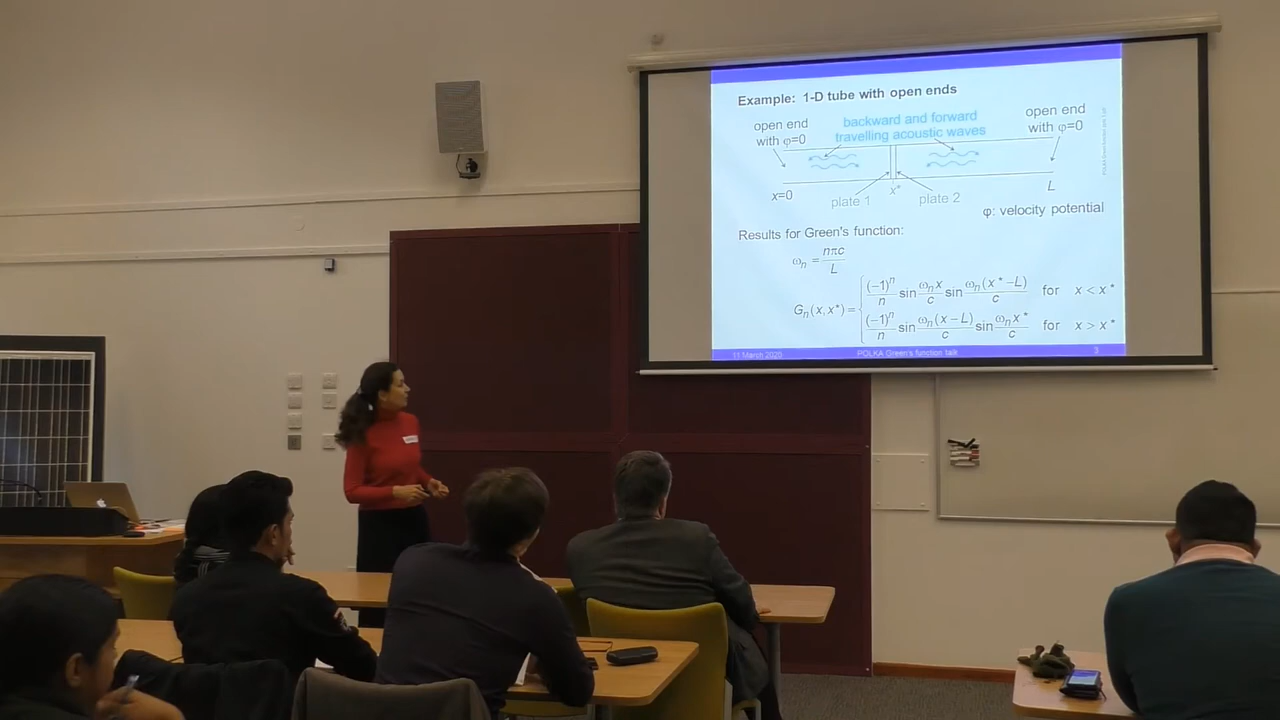 Example: 1-D tube with open ends
open end
with φ=0
backward and forward
travelling acoustic waves
open end
with φ=0
x=0
plate 1
x*
plate 2
L
φ: velocity potential
Results for Green's function:
ωₙ = nπc/L
Gₙ(x, x*) = { (−1)ⁿ/n sin ωₙx/c sin ωₙ(x*−L)/c for x < x*
(−1)ⁿ/n sin ωₙ(x−L)/c sin ωₙx*/c for x > x*
11 March 2020
POLKA Green's function talk
3